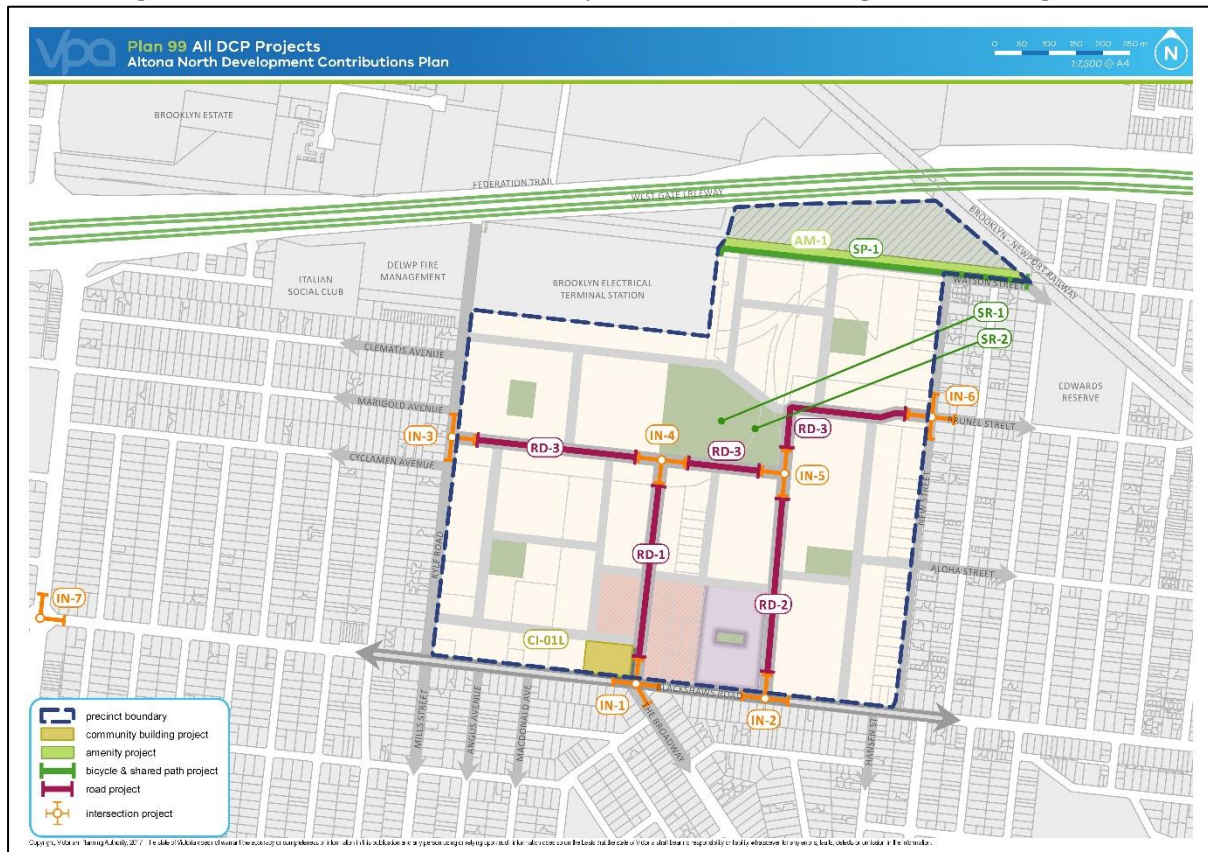 vpa
Plan 99 All DCP Projects
Altona North Development Contributions Plan
0 50 100 150 200 250 m
1:7,500 @ A4
N
BROOKLYN ESTATE
FEDERATION TRAIL
WEST GATE FREEWAY
BROOKLYN - NEWPORT RAILWAY
AM-1
SP-1
WATSON STREET
ITALIAN
SOCIAL CLUB
DELWP FIRE
MANAGEMENT
BROOKLYN ELECTRICAL
TERMINAL STATION
SR-1
SR-2
CLEMATIS AVENUE
MARIGOLD AVENUE
CYCLAMEN AVENUE
EDWARDS
RESERVE
IN-6
BRUNEL STREET
IN-3
RD-3
IN-4
RD-3
RD-3
IN-5
NEW STREET
KYLE ROAD
RD-1
RD-2
ALOHA STREET
IN-7
CI-01L
BLACKSHAWS ROAD
IN-1
IN-2
THE BROADWAY
MILLS STREET
ANGUS AVENUE
MACDONALD AVE
HANSEN ST
precinct boundary
community building project
amenity project
bicycle & shared path project
road project
intersection project